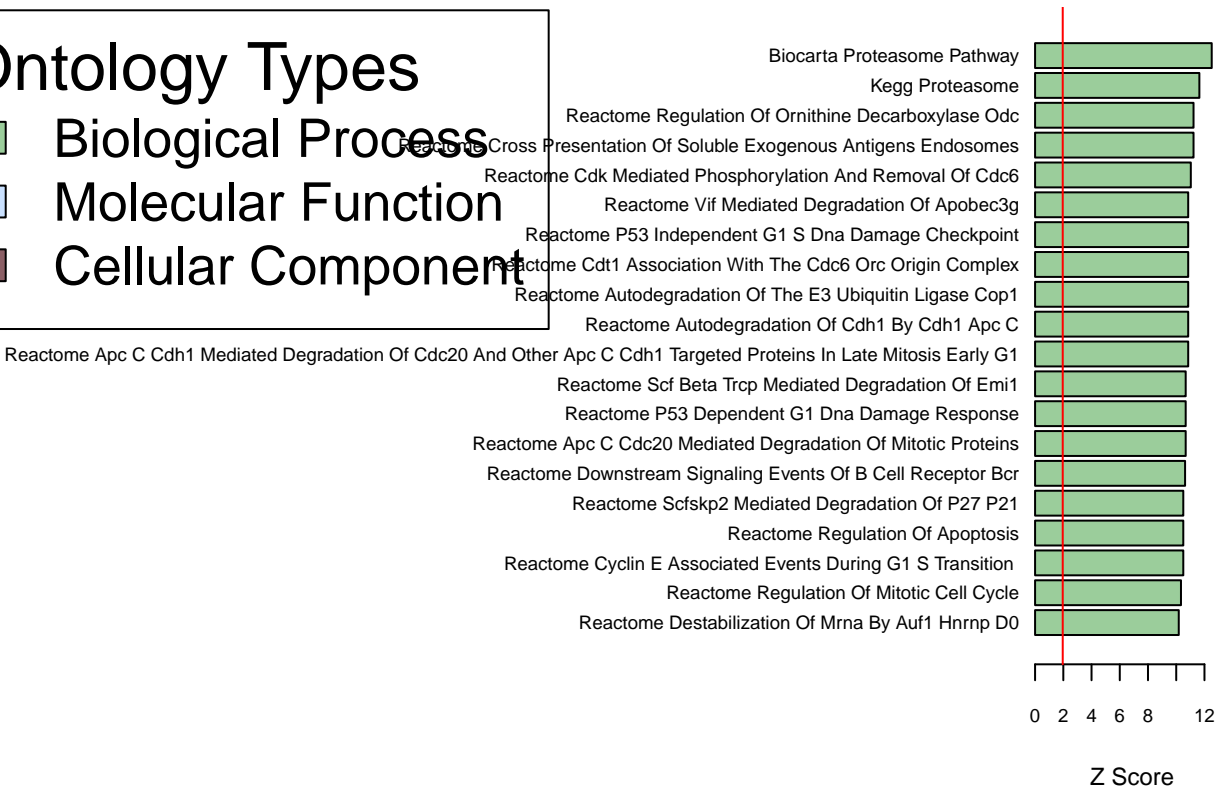 Ontology Types
Biological Process
Molecular Function
Cellular Component
Biocarta Proteasome Pathway
Kegg Proteasome
Reactome Regulation Of Ornithine Decarboxylase Odc
Reactome Cross Presentation Of Soluble Exogenous Antigens Endosomes
Reactome Cdk Mediated Phosphorylation And Removal Of Cdc6
Reactome Vif Mediated Degradation Of Apobec3g
Reactome P53 Independent G1 S Dna Damage Checkpoint
Reactome Cdt1 Association With The Cdc6 Orc Origin Complex
Reactome Autodegradation Of The E3 Ubiquitin Ligase Cop1
Reactome Autodegradation Of Cdh1 By Cdh1 Apc C
Reactome Apc C Cdh1 Mediated Degradation Of Cdc20 And Other Apc C Cdh1 Targeted Proteins In Late Mitosis Early G1
Reactome Scf Beta Trcp Mediated Degradation Of Emi1
Reactome P53 Dependent G1 Dna Damage Response
Reactome Apc C Cdc20 Mediated Degradation Of Mitotic Proteins
Reactome Downstream Signaling Events Of B Cell Receptor Bcr
Reactome Scfskp2 Mediated Degradation Of P27 P21
Reactome Regulation Of Apoptosis
Reactome Cyclin E Associated Events During G1 S Transition
Reactome Regulation Of Mitotic Cell Cycle
Reactome Destabilization Of Mrna By Auf1 Hnrnp D0
0 2 4 6 8 12
Z Score